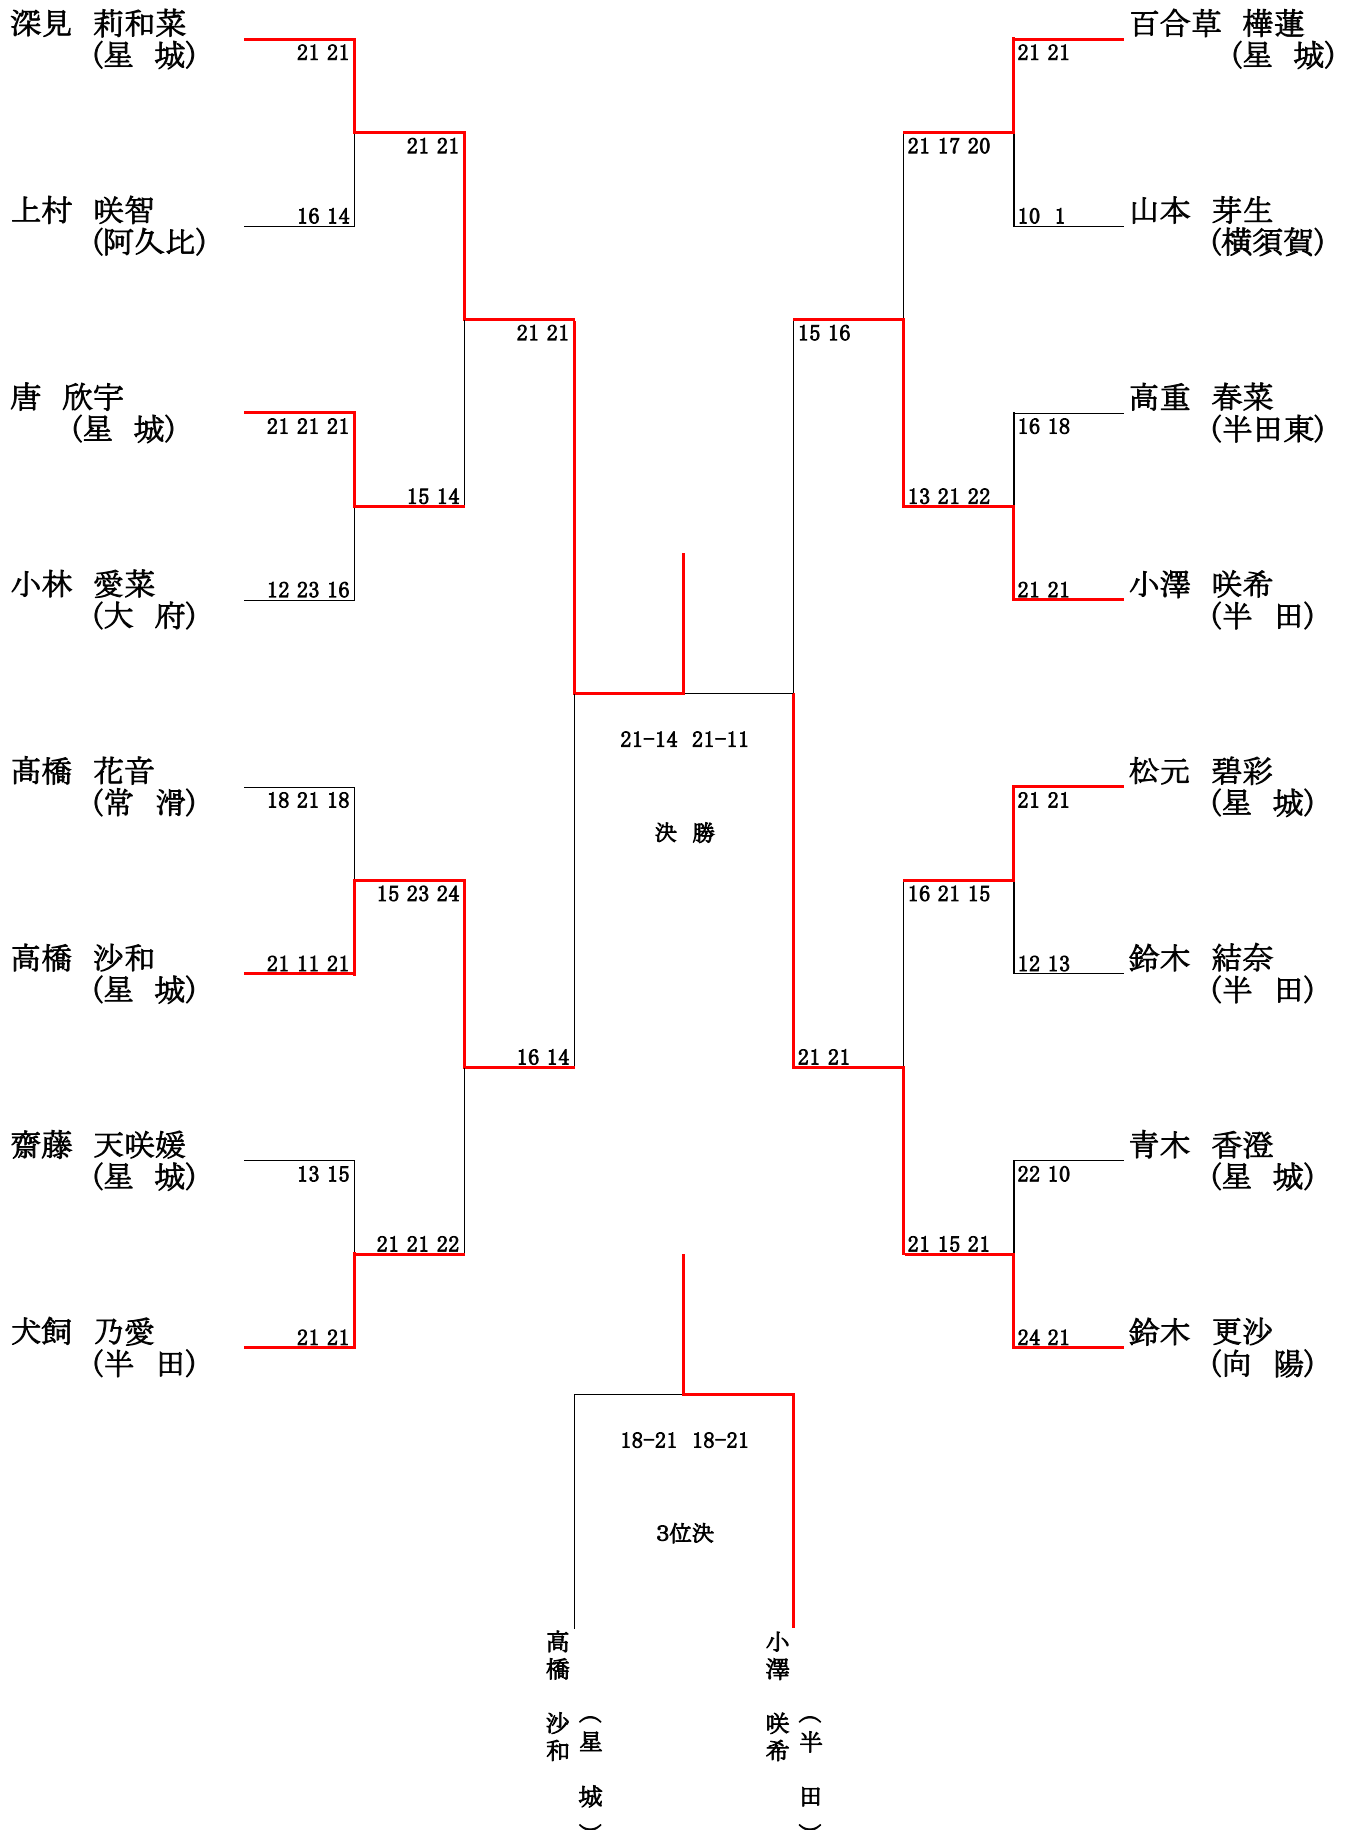 深見 莉和菜
(星 城)
21 21
21 21
上村 咲智
(阿久比)
16 14
21 21
唐 欣宇
(星 城)
21 21 21
15 14
小林 愛菜
(大 府)
12 23 16
髙橋 花音
(常 滑)
18 21 18
15 23 24
高橋 沙和
(星 城)
21 11 21
16 14
齋藤 天咲媛
(星 城)
13 15
21 21 22
犬飼 乃愛
(半 田)
21 21
21-14 21-11
決 勝
百合草 樺蓮
(星 城)
21 21
21 17 20
山本 芽生
(横須賀)
10 1
15 16
高重 春菜
(半田東)
16 18
13 21 22
小澤 咲希
(半 田)
21 21
松元 碧彩
(星 城)
21 21
16 21 15
鈴木 結奈
(半 田)
12 13
21 21
青木 香澄
(星 城)
22 10
21 15 21
鈴木 更沙
(向 陽)
24 21
18-21 18-21
3位決
高橋 沙和
(星 城)
小澤 咲希
(半 田)